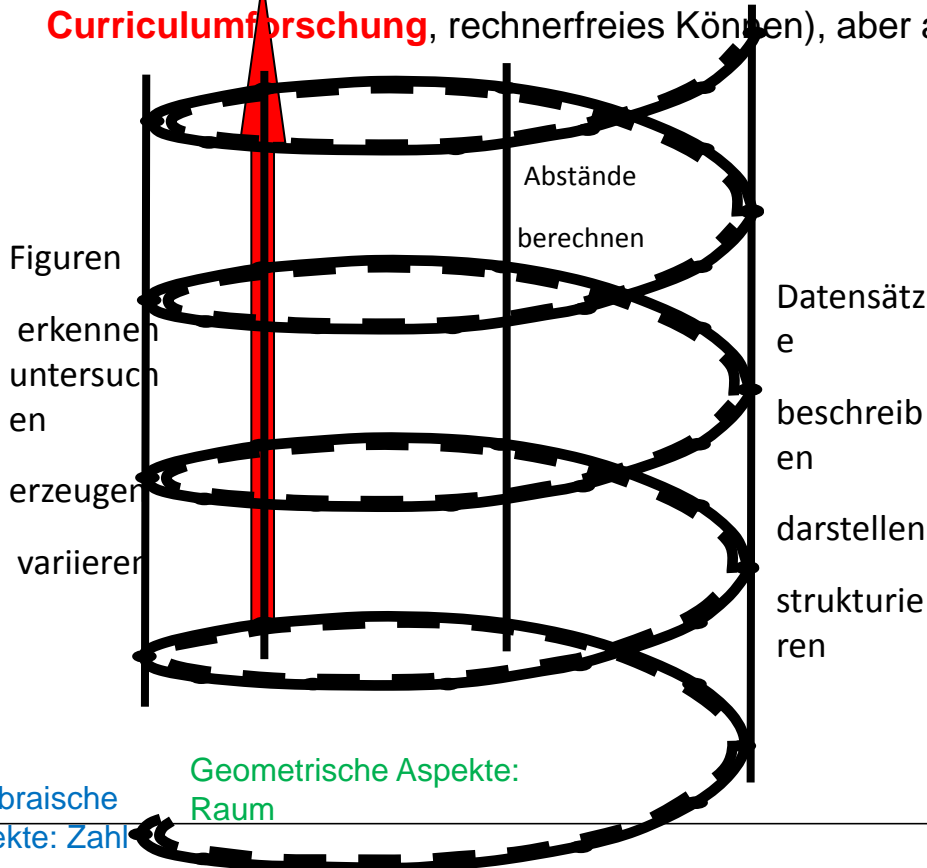 Curriculumforschung, rechnerfreies Können), aber a
Abstände
berechnen
Figuren
erkennen
untersuch
en
erzeugen
variieren
Datensätz
e
beschreib
en
darstellen
strukturie
ren
Geometrische Aspekte:
Raum
braische
ekte: Zahl